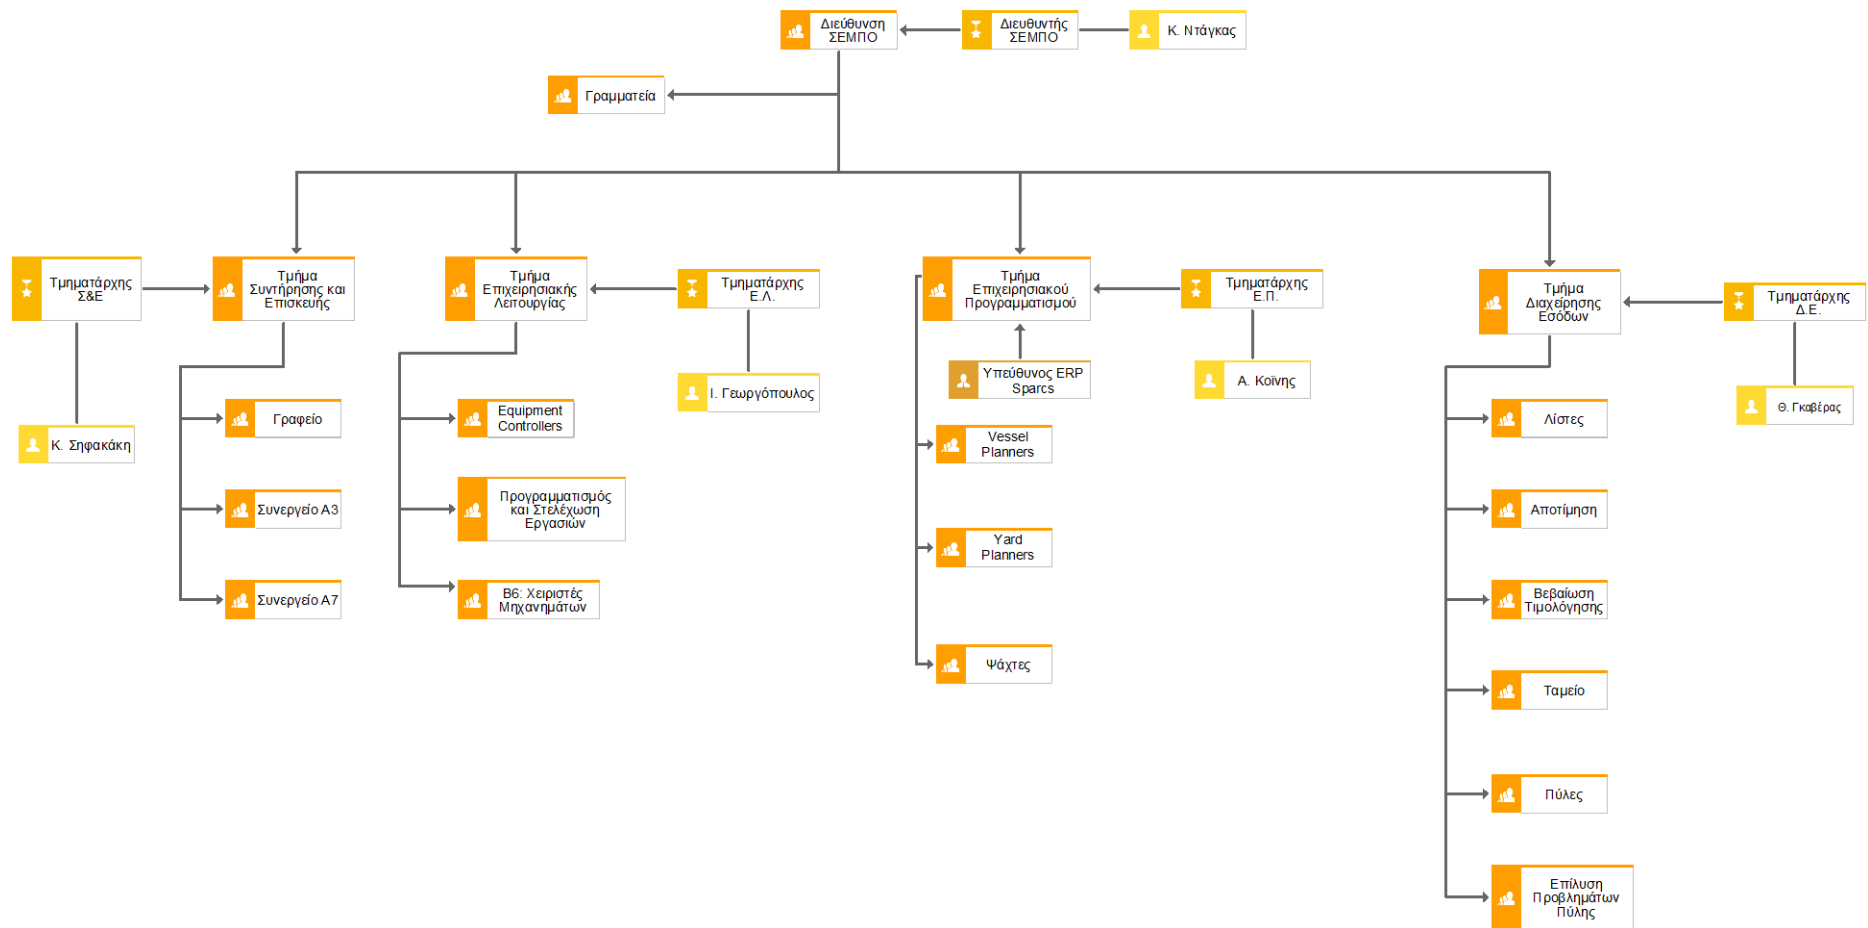 Διεύθυνση
ΣΕΜΠΟ
Διευθυντής
ΣΕΜΠΟ
Κ. Ντάγκας
Γραμματεία
Τμηματάρχης
Σ&Ε
Τμήμα
Συντήρησης και
Επισκευής
Τμήμα
Επιχειρησιακής
Λειτουργίας
Τμηματάρχης
Ε.Λ.
Τμήμα
Επιχειρησιακού
Προγραμματισμού
Τμηματάρχης
Ε.Π.
Τμήμα
Διαχείρησης
Εσόδων
Τμηματάρχης
Δ.Ε.
Κ. Σηφακάκη
Γραφείο
Συνεργείο Α3
Συνεργείο Α7
Ι. Γεωργόπουλος
Equipment
Controllers
Προγραμματισμός
και Στελέχωση
Εργασιών
Β6: Χειριστές
Μηχανημάτων
Υπεύθυνος ERP
Sparcs
Α. Κοϊνης
Vessel
Planners
Yard
Planners
Ψάχτες
Θ. Γκαβέρας
Λίστες
Αποτίμηση
Βεβαίωση
Τιμολόγησης
Ταμείο
Πύλες
Επίλυση
Προβλημάτων
Πύλης